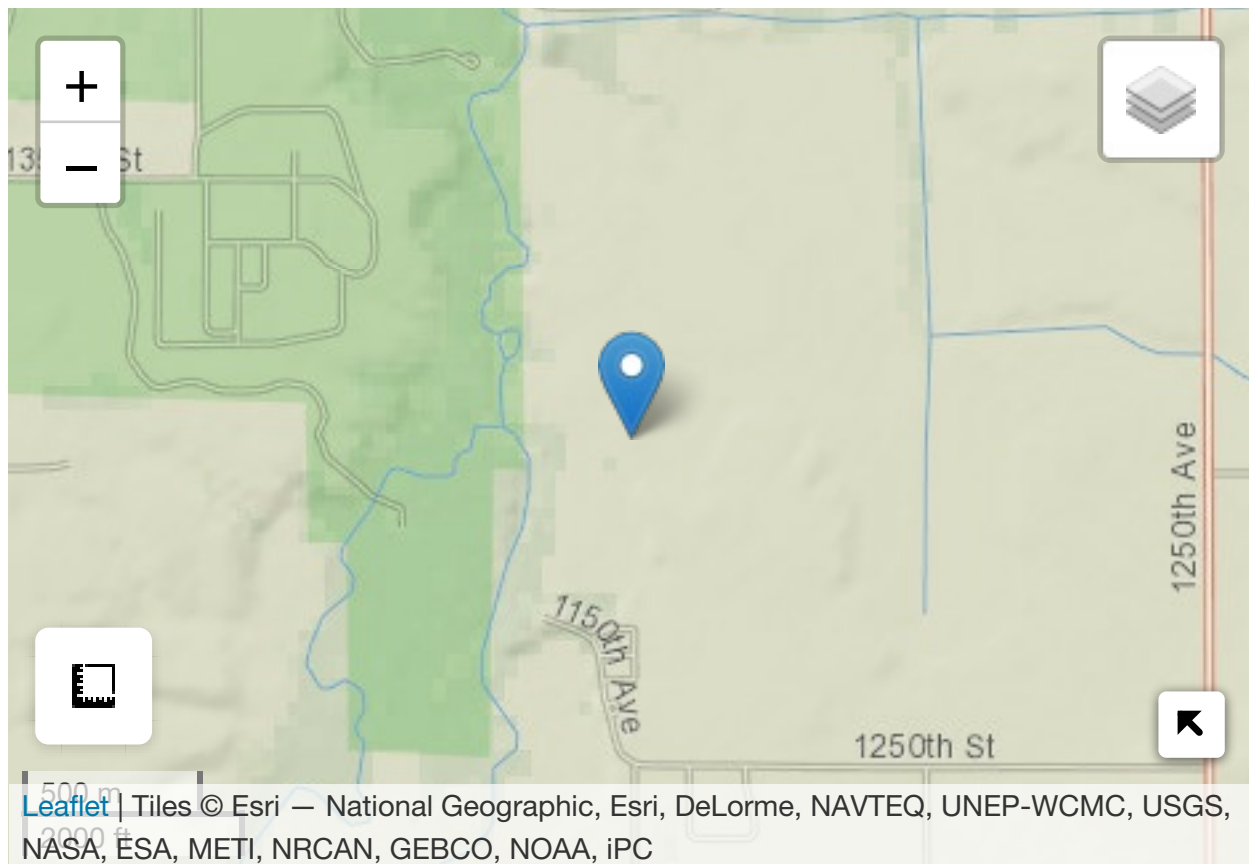 +
−
St
1150th Ave
1250th Ave
1250th St
500 m
2000 ft
Leaflet | Tiles © Esri — National Geographic, Esri, DeLorme, NAVTEQ, UNEP-WCMC, USGS,
NASA, ESA, METI, NRCAN, GEBCO, NOAA, iPC